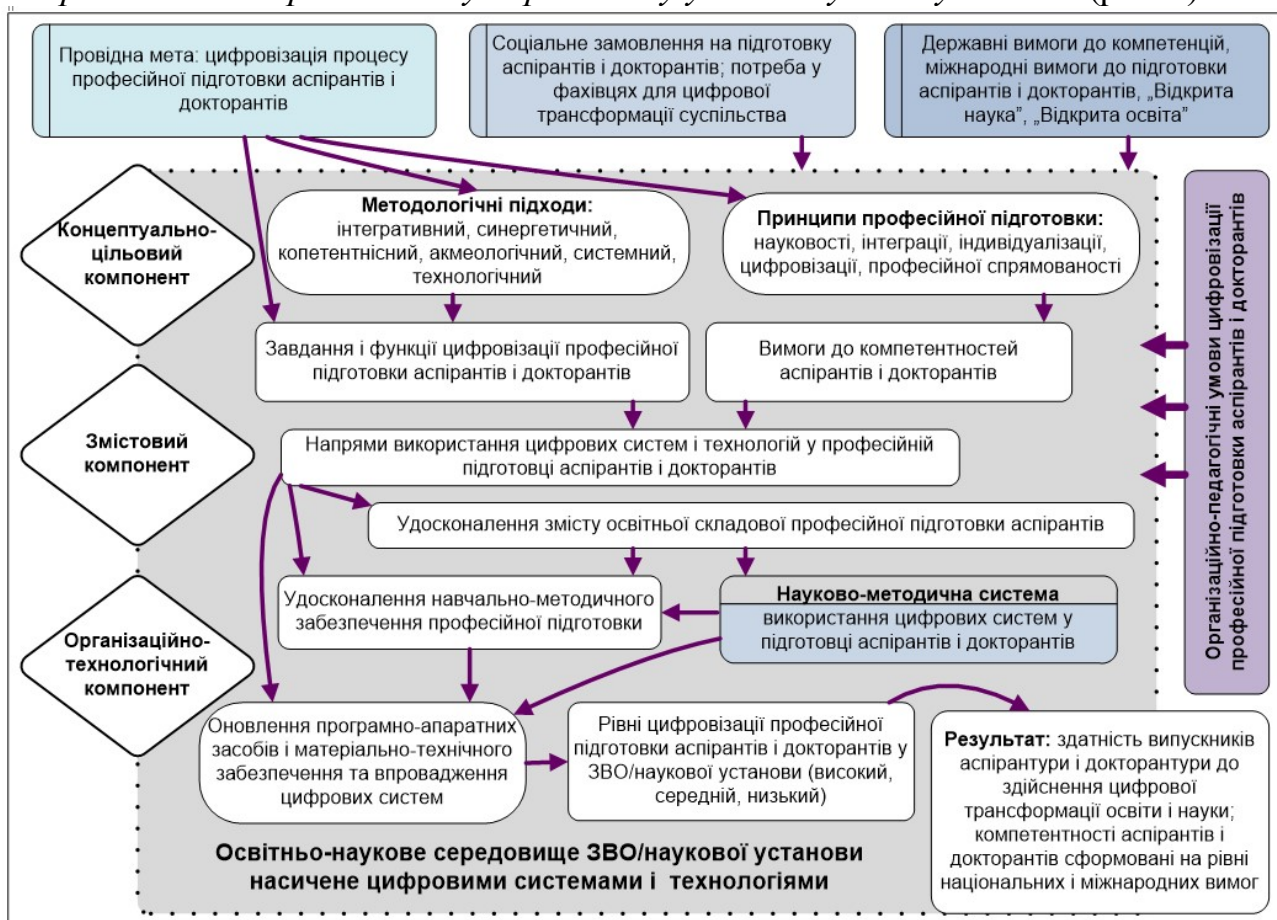 Провідна мета: цифровізація процесу
професійної підготовки аспірантів і
докторантів
Соціальне замовлення на підготовку
аспірантів і докторантів; потреба у
фахівцях для цифрової
трансформації суспільства
Державні вимоги до компетенцій,
міжнародні вимоги до підготовки
аспірантів і докторантів, „Відкрита
наука”, „Відкрита освіта”
Концептуально-
цільовий
компонент
Методологічні підходи:
інтегративний, синергетичний,
копетентнісний, акмеологічний, системний,
технологічний
Принципи професійної підготовки:
науковості, інтеграції, індивідуалізації,
цифровізації, професійної спрямованості
Організаційно-педагогічні умови цифровізації
професійної підготовки аспірантів і докторантів
Завдання і функції цифровізації професійної
підготовки аспірантів і докторантів
Вимоги до компетентностей
аспірантів і докторантів
Змістовий
компонент
Напрями використання цифрових систем і технологій у професійній
підготовці аспірантів і докторантів
Удосконалення змісту освітньої складової професійної підготовки аспірантів
Організаційно-
технологічний
компонент
Удосконалення навчально-методичного
забезпечення професійної підготовки
Науково-методична система
використання цифрових систем у
підготовці аспірантів і докторантів
Оновлення програмно-апаратних
засобів і матеріально-технічного
забезпечення та впровадження
цифрових систем
Рівні цифровізації професійної
підготовки аспірантів і докторантів у
ЗВО/наукової установи (високий,
середній, низький)
Результат: здатність випускників
аспірантури і докторантури до
здійснення цифрової
трансформації освіти і науки;
компетентності аспірантів і
докторантів сформовані на рівні
національних і міжнародних вимог
Освітньо-наукове середовище ЗВО/наукової установи
насичене цифровими системами і технологіями